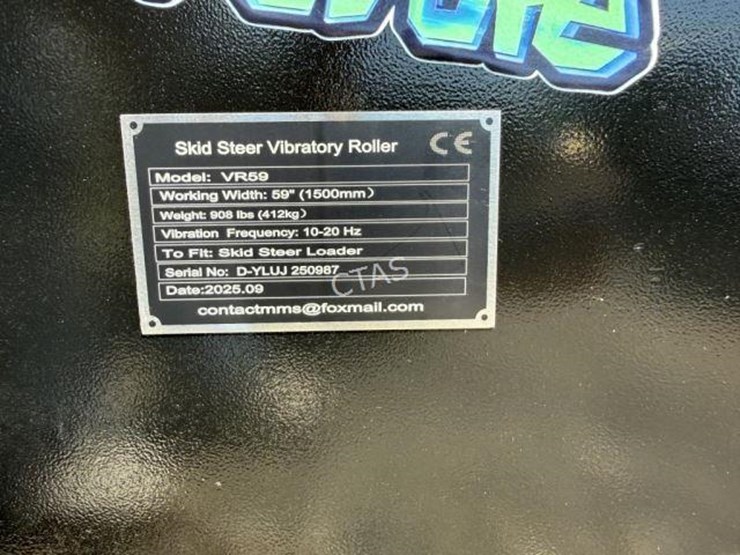 Skid Steer Vibratory Roller CE
Model: VR59
Working Width: 59" (1500mm)
Weight: 908 lbs (412kg)
Vibration Frequency: 10-20 Hz
To Fit: Skid Steer Loader
Serial No: D-YLUJ 250987
CTAS
Date:2025.09
contactmms@foxmail.com